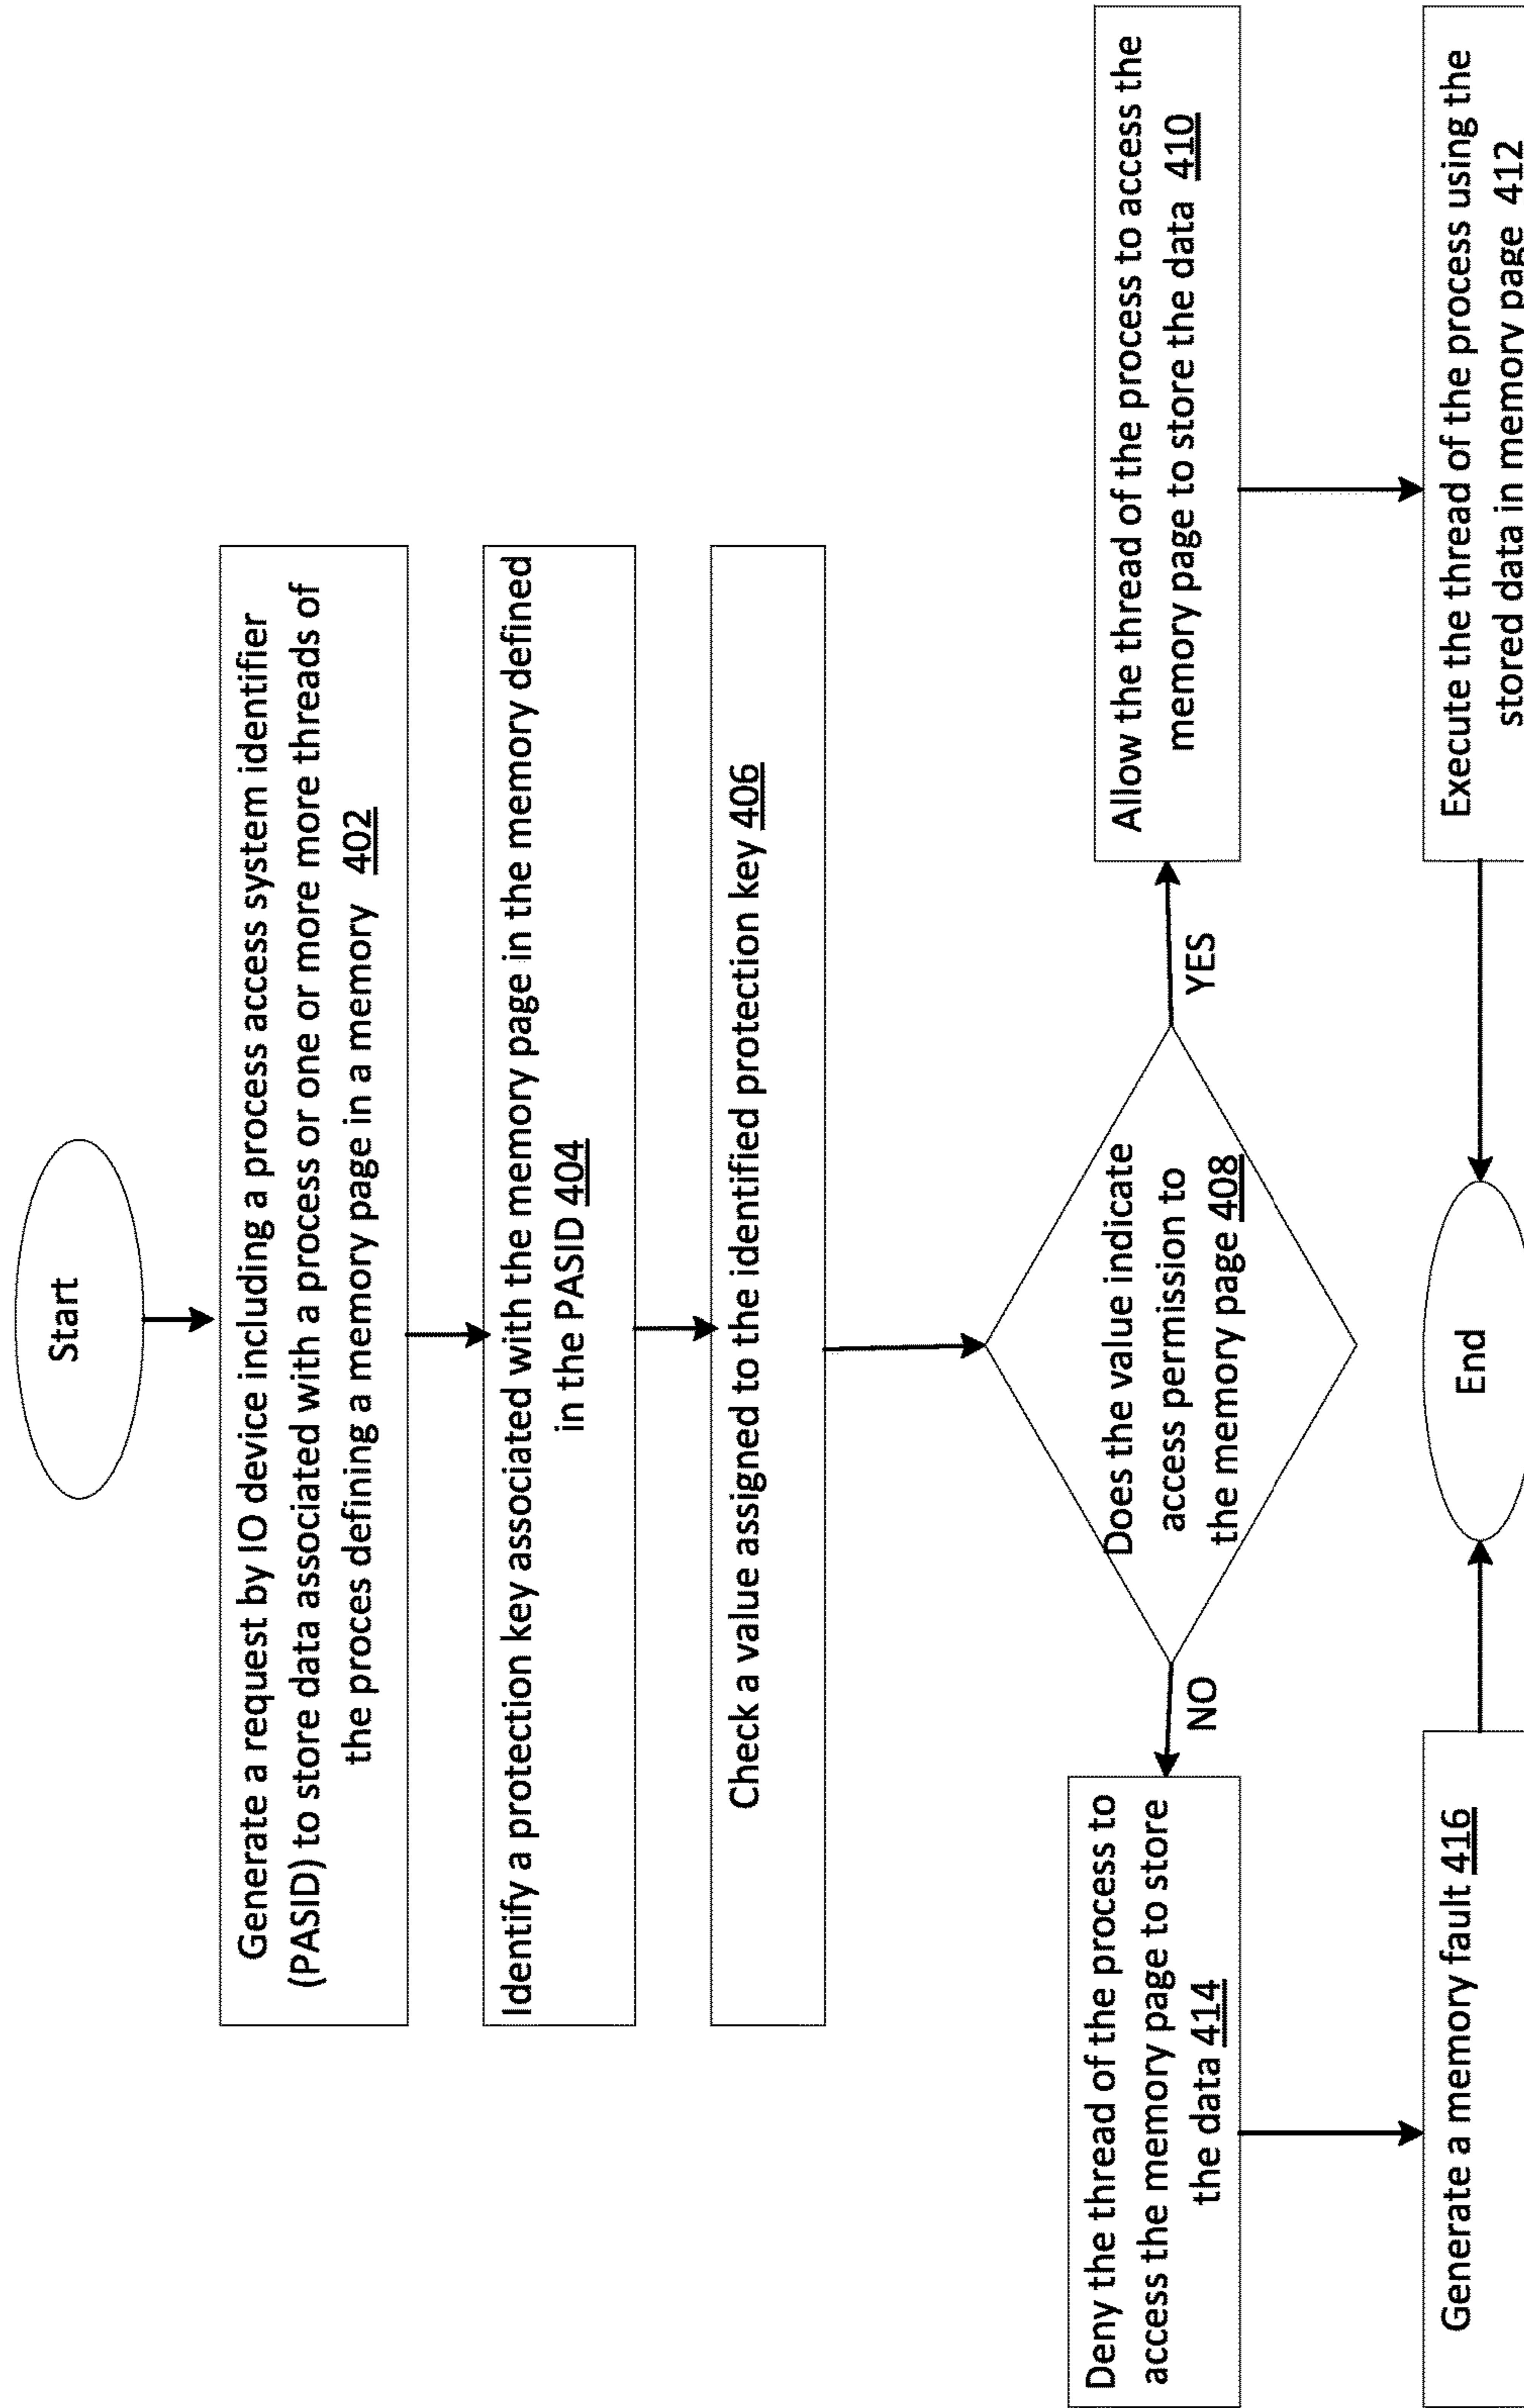 Start
Generate a request by IO device including a process access system identifier
(PASID) to store data associated with a process or one or more more threads of
the proces defining a memory page in a memory 402
Identify a protection key associated with the memory page in the memory defined
in the PASID 404
Check a value assigned to the identified protection key 406
Does the value indicate
access permission to
the memory page 408
NO
YES
Deny the thread of the process to
access the memory page to store
the data 414
Allow the thread of the process to access the
memory page to store the data 410
Generate a memory fault 416
End
Execute the thread of the process using the
stored data in memory page 412